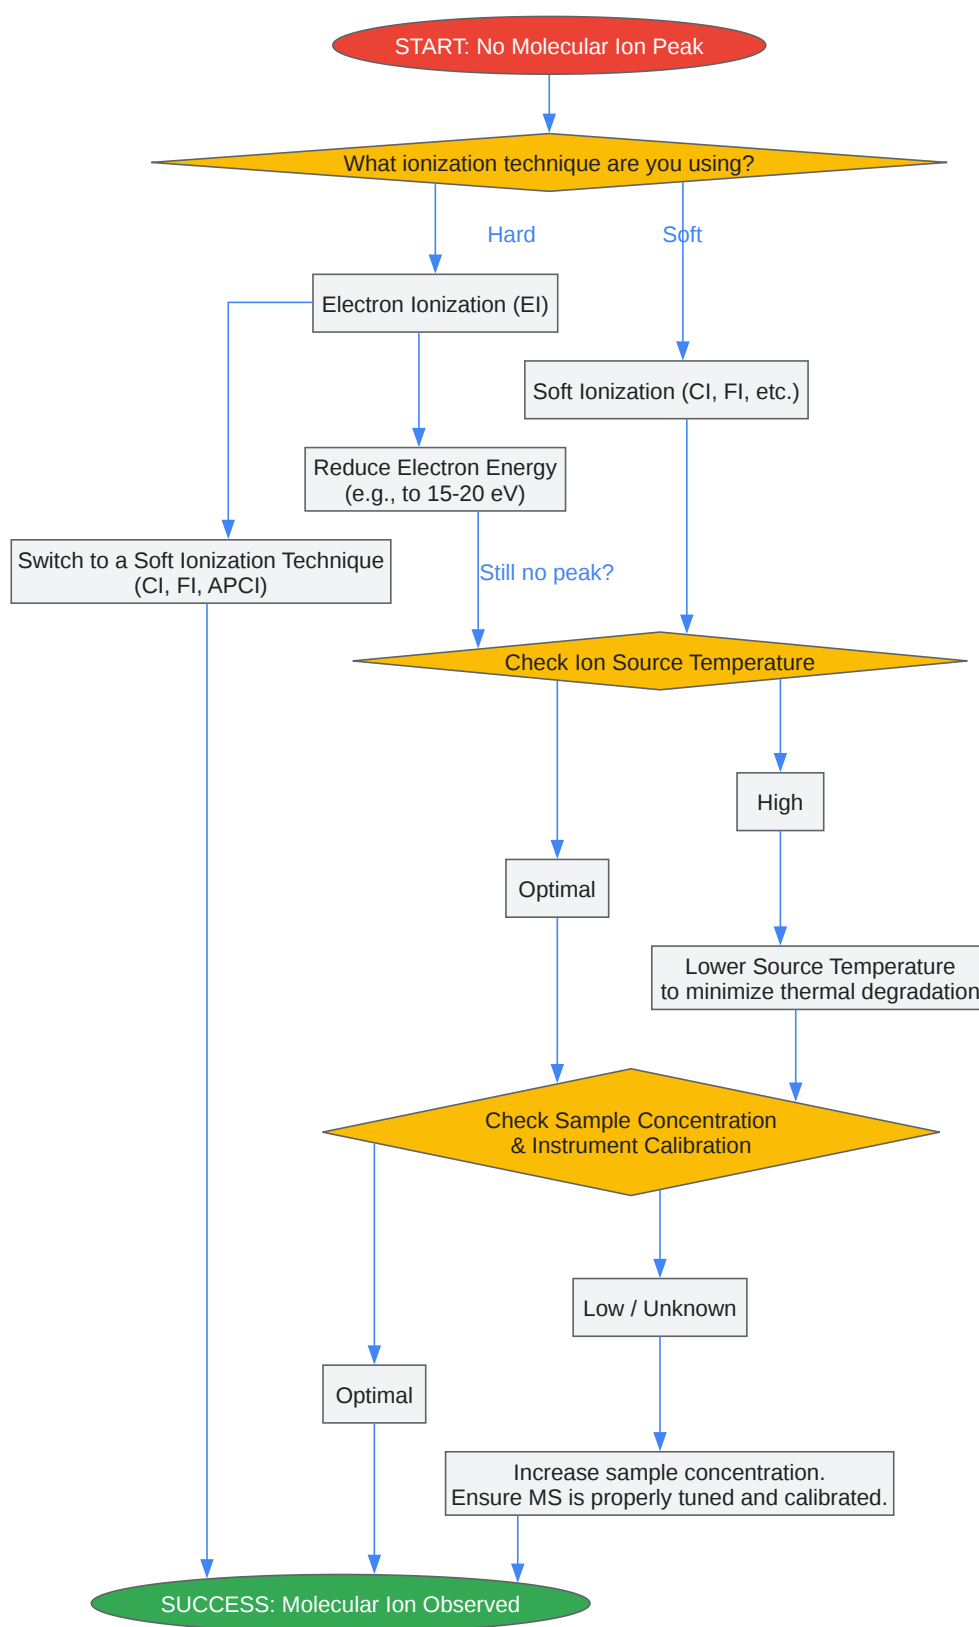 START: No Molecular Ion Peak
What ionization technique are you using?
Hard
Soft
Electron Ionization (EI)
Soft Ionization (CI, FI, etc.)
Reduce Electron Energy
(e.g., to 15-20 eV)
Switch to a Soft Ionization Technique
(CI, FI, APCI)
Still no peak?
Check Ion Source Temperature
High
Optimal
Lower Source Temperature
to minimize thermal degradation
Check Sample Concentration
& Instrument Calibration
Low / Unknown
Optimal
Increase sample concentration.
Ensure MS is properly tuned and calibrated.
SUCCESS: Molecular Ion Observed